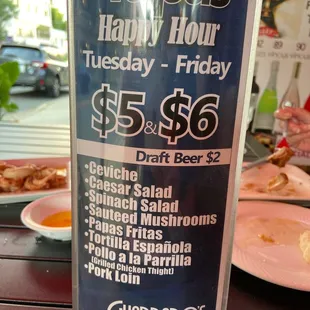 Happy Hour
Tuesday - Friday
$5 & $6
Draft Beer $2
•Ceviche
•Caesar Salad
•Spinach Salad
•Sauteed Mushrooms
•Papas Fritas
•Tortilla Española
•Pollo a la Parrilla
(Grilled Chicken Thight)
•Pork Loin